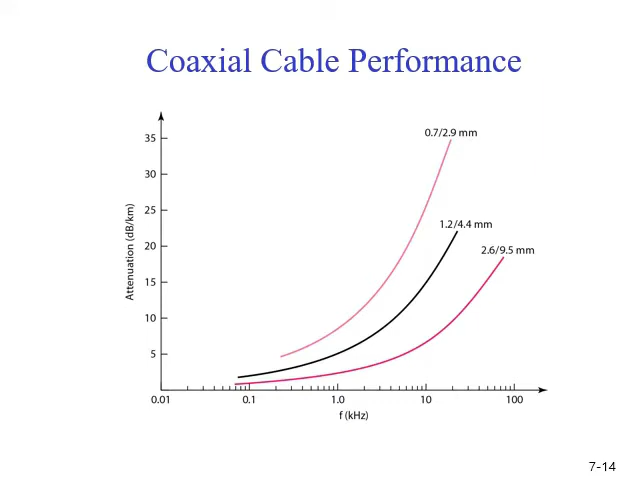 Coaxial Cable Performance
Attenuation (dB/km)
35
30
25
20
15
10
5
0.7/2.9 mm
1.2/4.4 mm
2.6/9.5 mm
0.01 0.1 1.0 10 100
f (kHz)
7-14